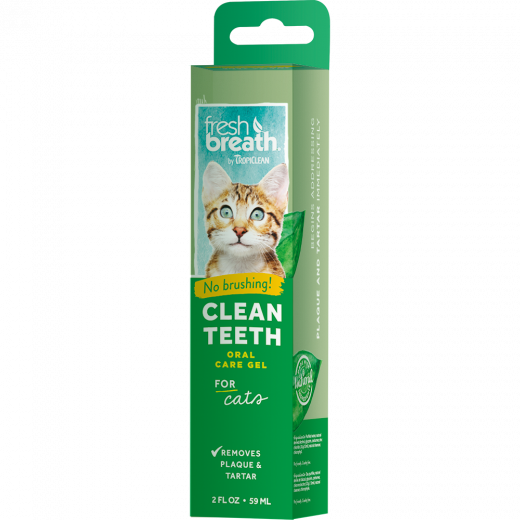 fresh
breath.
by TROPICLEAN
No brushing!
CLEAN
TEETH
ORAL
CARE GEL
FOR
cats
✓REMOVES
PLAQUE &
TARTAR
2 FL OZ • 59 ML
BEGINS ADDRESSING
PLAQUE AND TARTAR IMMEDIATELY